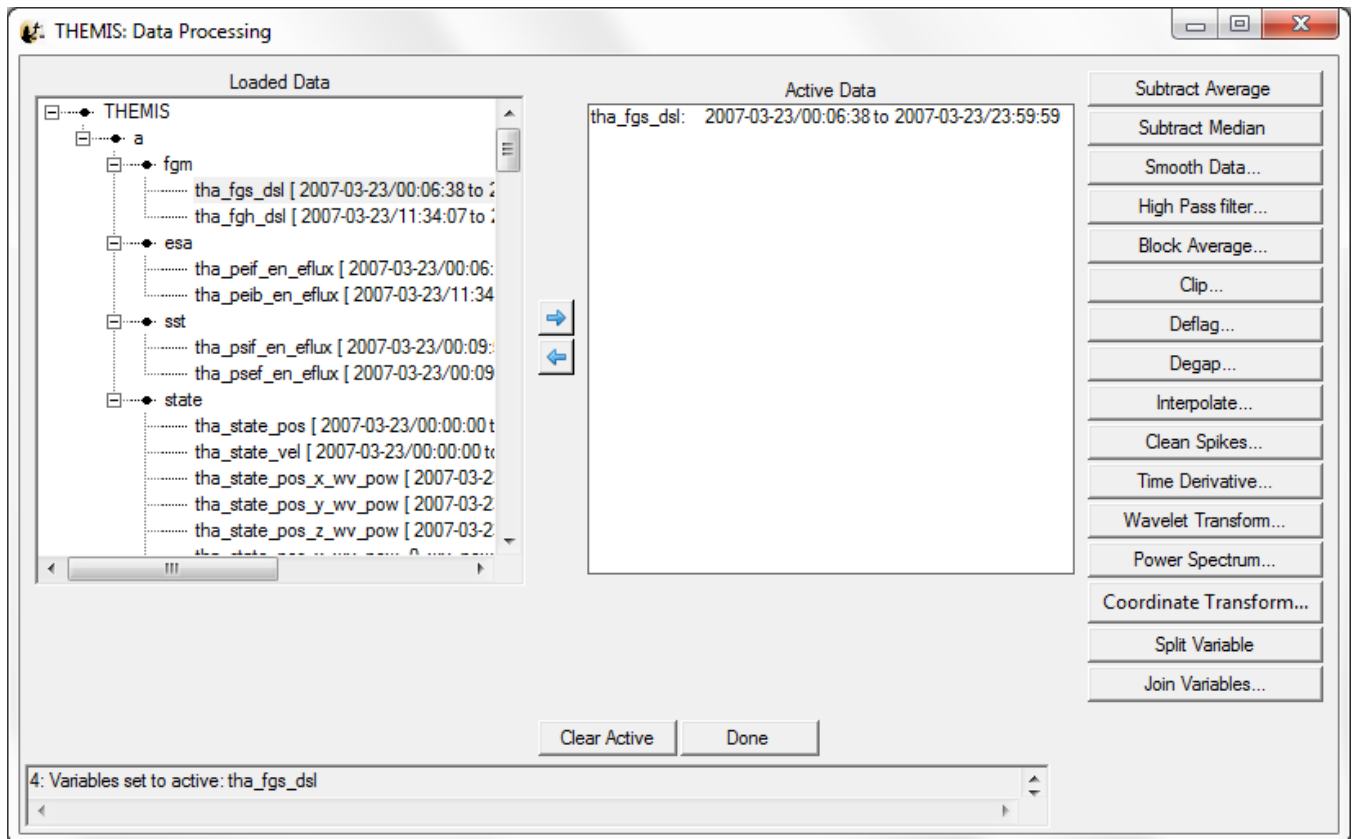 THEMIS: Data Processing
Loaded Data
THEMIS
a
fgm
tha_fgs_dsl [ 2007-03-23/00:06:38 to 2
tha_fgh_dsl [ 2007-03-23/11:34:07 to
esa
tha_peif_en_eflux [ 2007-03-23/00:06:
tha_peib_en_eflux [ 2007-03-23/11:34
sst
tha_psif_en_eflux [ 2007-03-23/00:09:
tha_psef_en_eflux [ 2007-03-23/00:09
state
tha_state_pos [ 2007-03-23/00:00:00 t
tha_state_vel [ 2007-03-23/00:00:00 to
tha_state_pos_x_wv_pow [ 2007-03-2
tha_state_pos_y_wv_pow [ 2007-03-2
tha_state_pos_z_wv_pow [ 2007-03-2
Active Data
tha_fgs_dsl: 2007-03-23/00:06:38 to 2007-03-23/23:59:59
Subtract Average
Subtract Median
Smooth Data...
High Pass filter...
Block Average...
Clip...
Deflag...
Degap...
Interpolate...
Clean Spikes...
Time Derivative...
Wavelet Transform...
Power Spectrum...
Coordinate Transform...
Split Variable
Join Variables...
Clear Active
Done
4: Variables set to active: tha_fgs_dsl